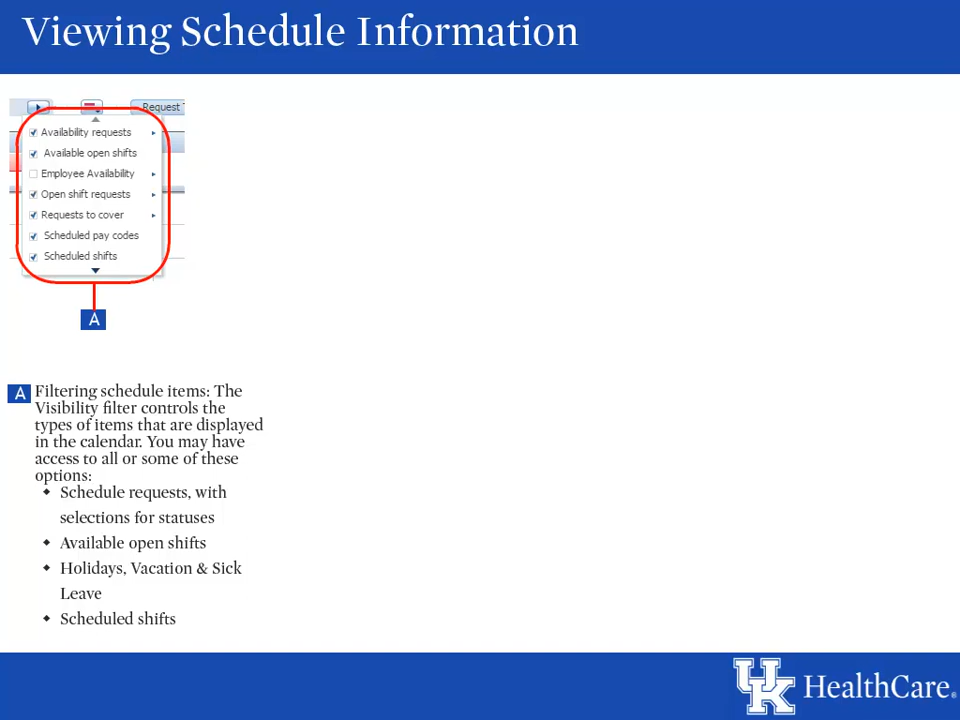 Viewing Schedule Information
Request
Availability requests
Available open shifts
Employee Availability
Open shift requests
Requests to cover
Scheduled pay codes
Scheduled shifts
A
A
Filtering schedule items: The
Visibility filter controls the
types of items that are displayed
in the calendar. You may have
access to all or some of these
options:
Schedule requests, with
selections for statuses
Available open shifts
Holidays, Vacation & Sick
Leave
Scheduled shifts
UK HealthCare®